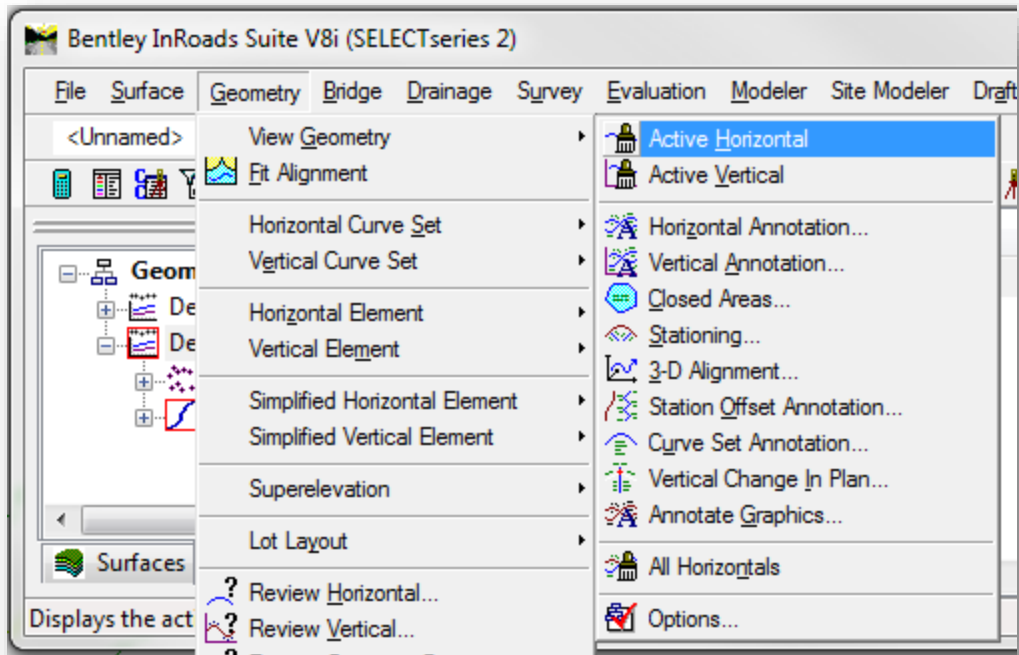 Bentley InRoads Suite V8i (SELECTseries 2)
File Surface Geometry Bridge Drainage Survey Evaluation Modeler Site Modeler Draft
<Unnamed>
View Geometry
Fit Alignment
Horizontal Curve Set
Vertical Curve Set
Horizontal Element
Vertical Element
Simplified Horizontal Element
Simplified Vertical Element
Superelevation
Lot Layout
Review Horizontal...
Review Vertical...
Active Horizontal
Active Vertical
Horizontal Annotation...
Vertical Annotation...
Closed Areas...
Stationing...
3-D Alignment...
Station Offset Annotation...
Curve Set Annotation...
Vertical Change In Plan...
Annotate Graphics...
All Horizontals
Options...
Geom
De
De
Surfaces
Displays the act